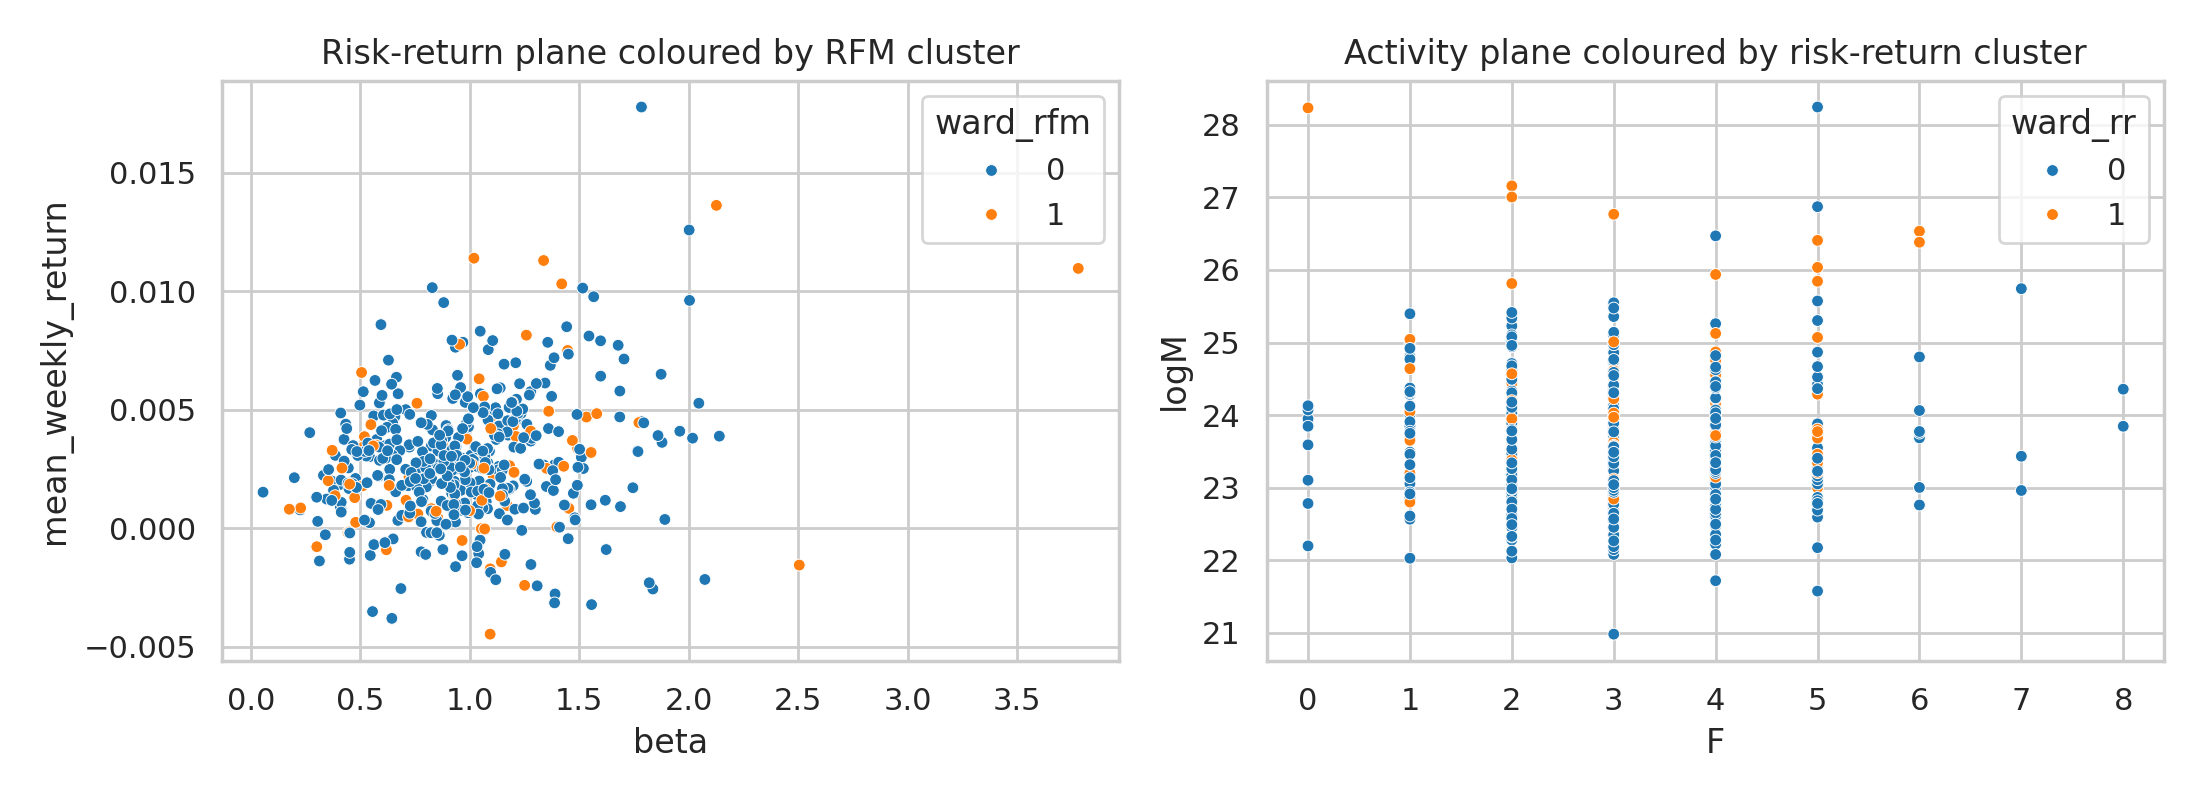 Risk-return plane coloured by RFM cluster
mean_weekly_return
0.015
0.010
0.005
0.000
−0.005
0.0 0.5 1.0 1.5 2.0 2.5 3.0 3.5
beta
ward_rfm
0
1
Activity plane coloured by risk-return cluster
logM
28
27
26
25
24
23
22
21
0 1 2 3 4 5 6 7 8
F
ward_rr
0
1